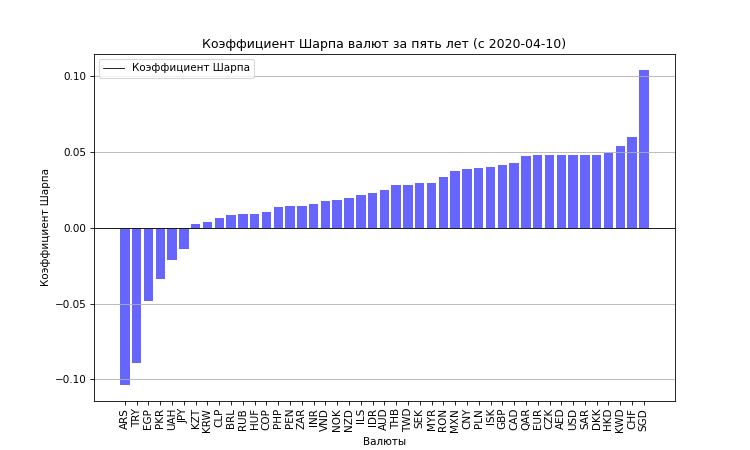 Коэффициент Шарпа валют за пять лет (с 2020-04-10)
Коэффициент Шарпа
0.10
0.05
0.00
−0.05
−0.10
Коэффициент Шарпа
ARS TRY EGP PKR UAH JPY KZT KRW CLP BRL RUB HUF COP PHP PEN ZAR INR VND NOK NZD ILS IDR AUD THB TWD SEK MYR RON MXN CNY PLN ISK GBP CAD QAR EUR CZK AED USD SAR DKK HKD KWD CHF SGD
Валюты